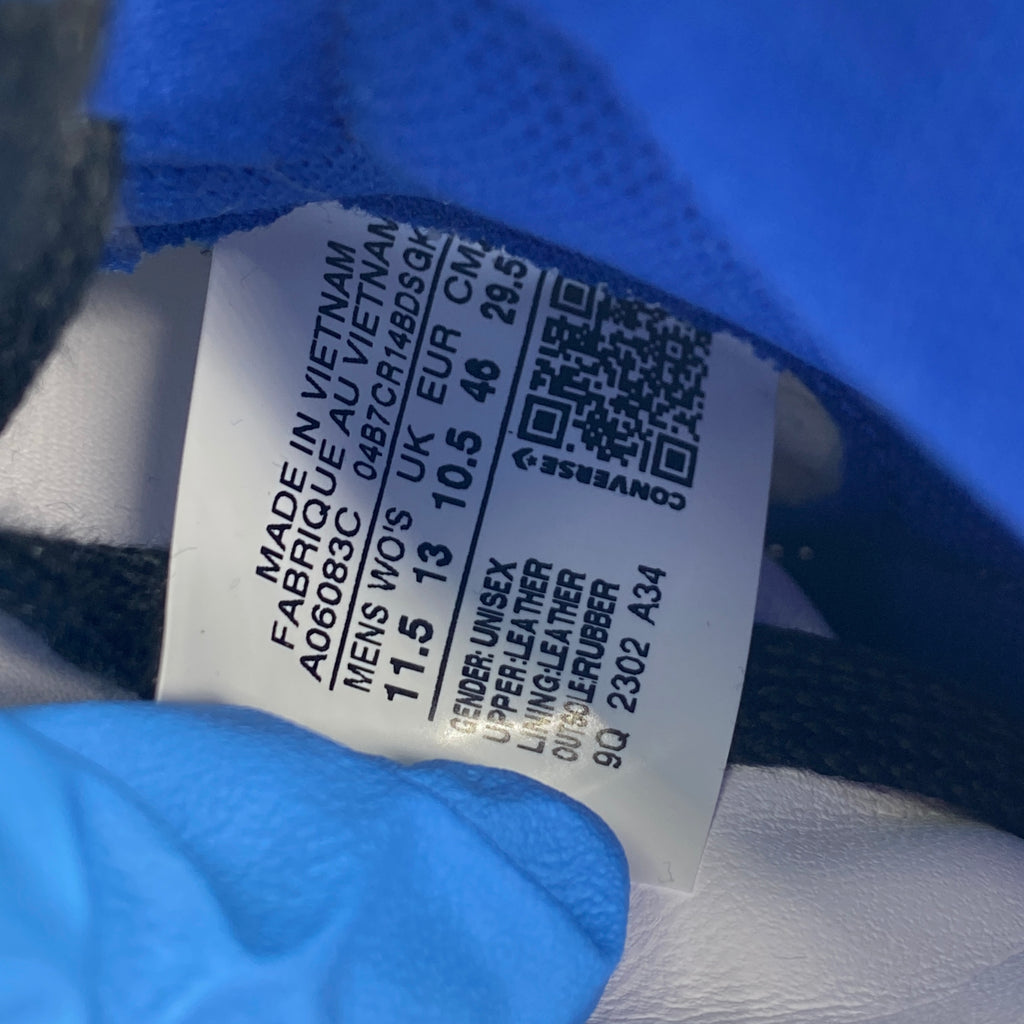 MADE IN VIETNAM
FABRIQUE AU VIETNAM
A06083C 04B7CR14BDSGK
MENS WO'S UK EUR CM
11.5 13 10.5 46 29.5
CONVERSE
GENDER: UNISEX
UPPER:LEATHER
LINING:LEATHER
OUTSOLE:RUBBER
9Q 2302 A34